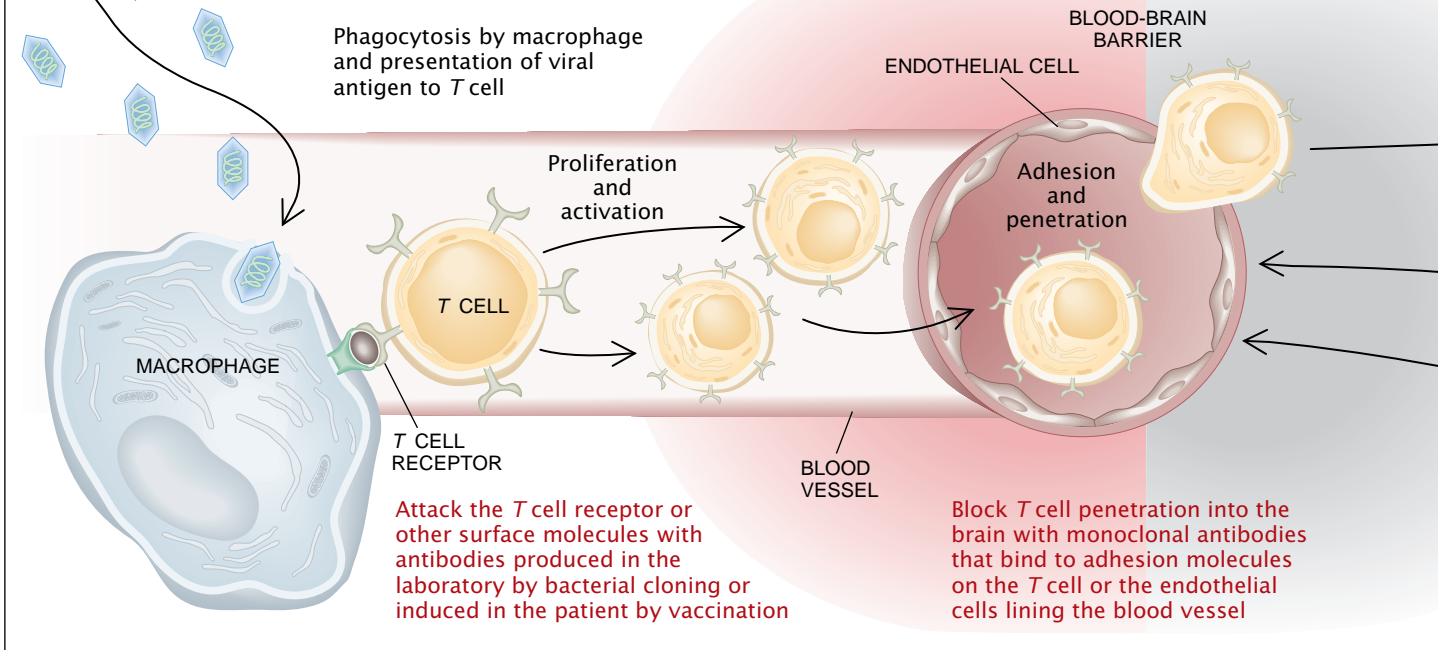 Phagocytosis by macrophage
and presentation of viral
antigen to T cell
BLOOD-BRAIN
BARRIER
ENDOTHELIAL CELL
Proliferation
and
activation
Adhesion
and
penetration
T CELL
MACROPHAGE
T CELL
RECEPTOR
BLOOD
VESSEL
Attack the T cell receptor or
other surface molecules with
antibodies produced in the
laboratory by bacterial cloning or
induced in the patient by vaccination
Block T cell penetration into the
brain with monoclonal antibodies
that bind to adhesion molecules
on the T cell or the endothelial
cells lining the blood vessel